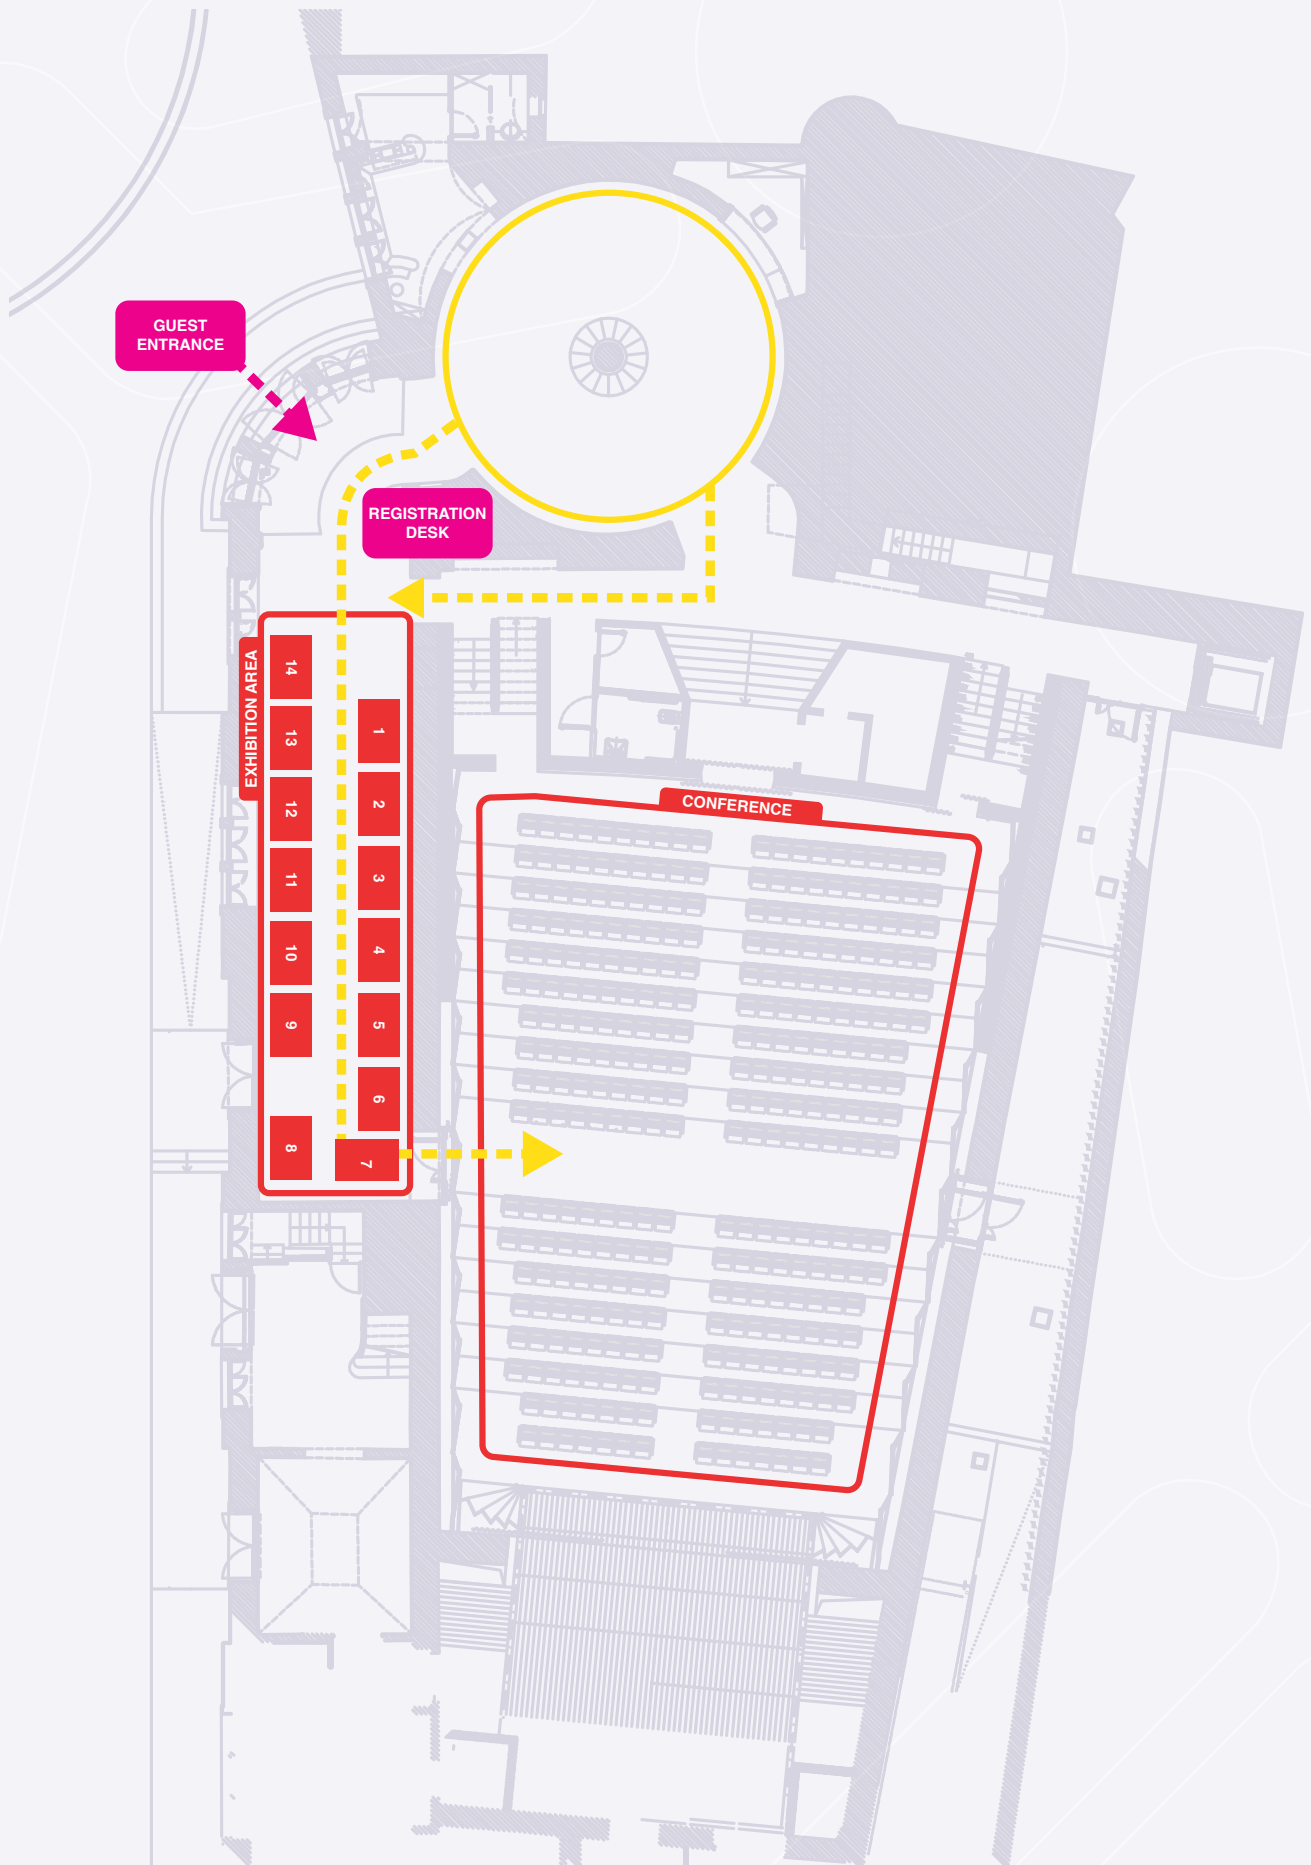 GUEST
ENTRANCE
REGISTRATION
DESK
EXHIBITION AREA
14
13
12
11
10
9
8
1
2
3
4
5
6
7
CONFERENCE